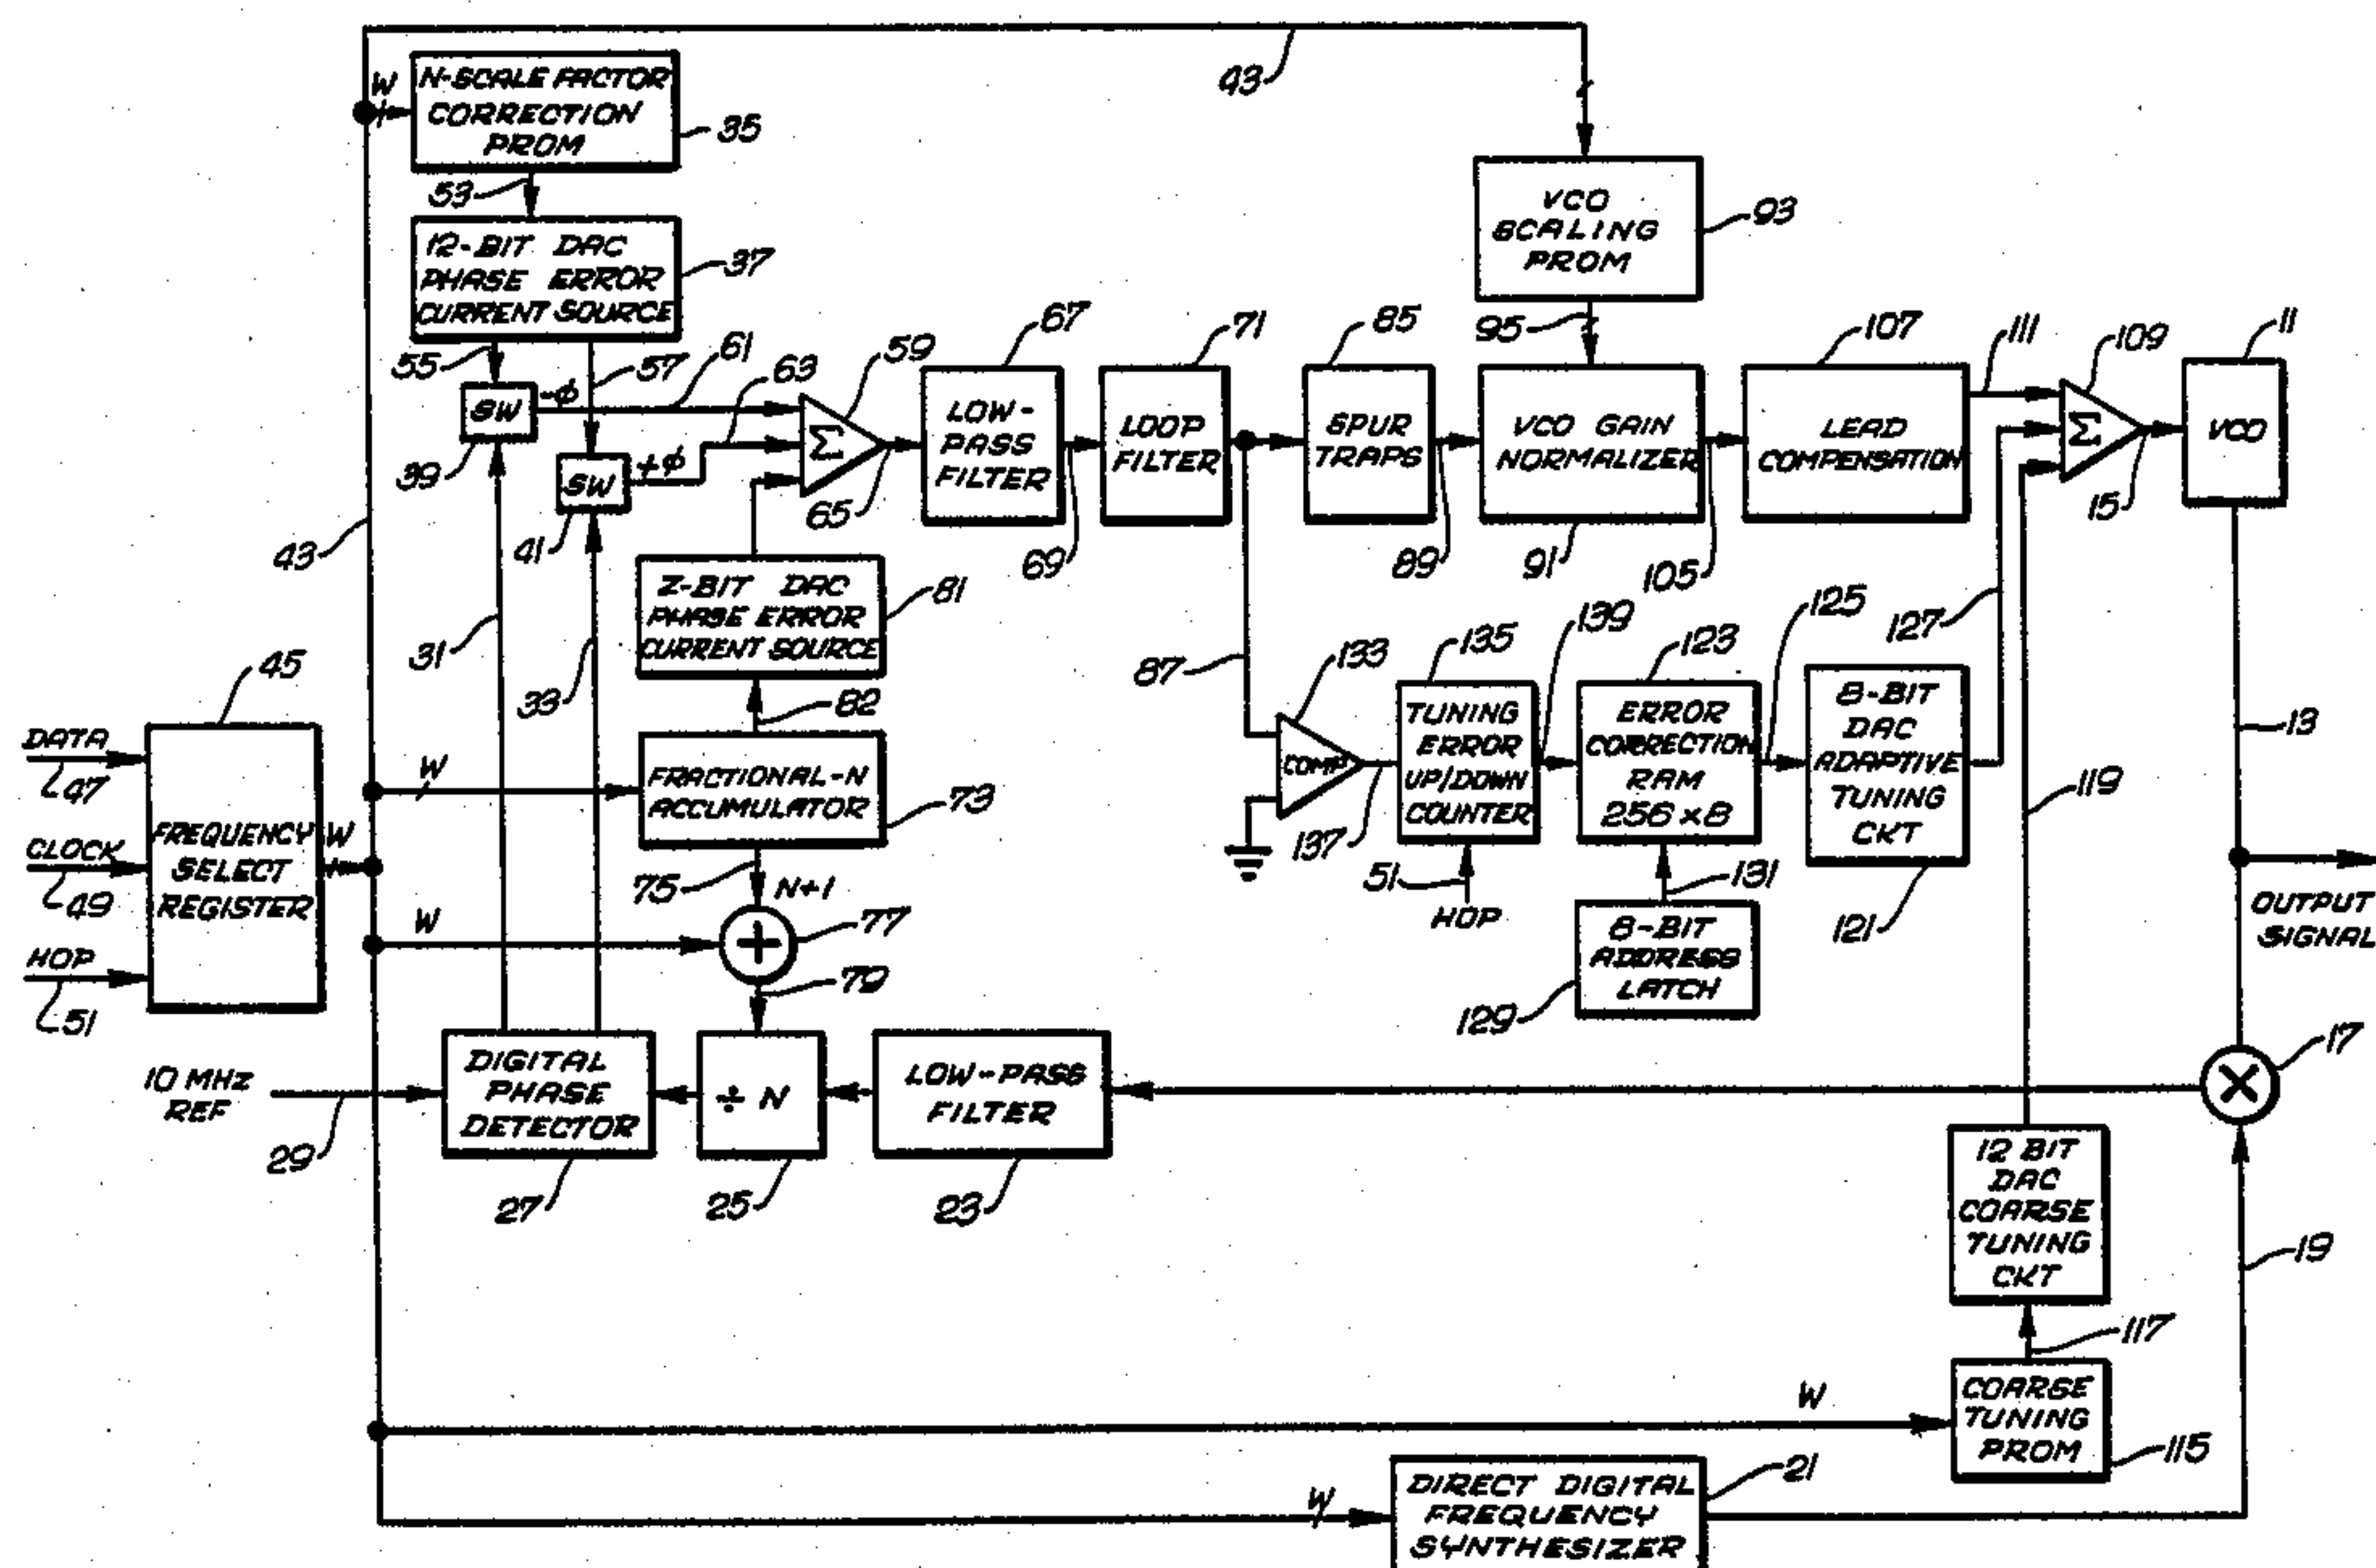 43
W
N-SCALE FACTOR
CORRECTION
PROM
35
53
12-BIT DAC
PHASE ERROR
CURRENT SOURCE
37
VCO
SCALING
PROM
93
95
55
57
61
63
59
67
71
85
107
111
109
11
SW
-φ
39
SW
+φ
41
Σ
65
LOW-
PASS
FILTER
69
LOOP
FILTER
SPUR
TRAPS
89
VCO GAIN
NORMALIZER
91
105
LEAD
COMPENSATION
Σ
15
VCO
43
31
33
2-BIT DAC
PHASE ERROR
CURRENT SOURCE
81
82
87
133
135
139
123
125
127
119
13
45
DATA
47
CLOCK
49
HOP
51
FREQUENCY
SELECT
REGISTER
W
W
FRACTIONAL-N
ACCUMULATOR
73
75
N+1
W
77
79
COMP
137
TUNING
ERROR
UP/DOWN
COUNTER
51
HOP
ERROR
CORRECTION
RAM
256 x 8
131
8-BIT
ADDRESS
LATCH
129
8-BIT
DAC
ADAPTIVE
TUNING
CKT
121
OUTPUT
SIGNAL
17
10 MHZ
REF
29
DIGITAL
PHASE
DETECTOR
27
÷ N
25
LOW-PASS
FILTER
23
12 BIT
DAC
COARSE
TUNING
CKT
19
117
W
COARSE
TUNING
PROM
115
W
DIRECT DIGITAL
FREQUENCY
SYNTHESIZER
21